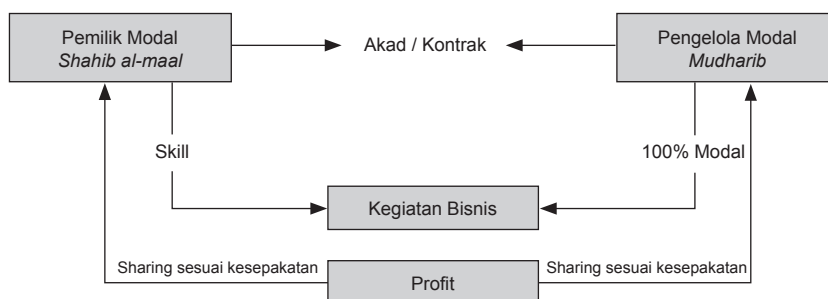 Pemilik Modal
Shahib al-maal
Akad / Kontrak
Pengelola Modal
Mudharib
Skill
100% Modal
Kegiatan Bisnis
Sharing sesuai kesepakatan
Profit
Sharing sesuai kesepakatan